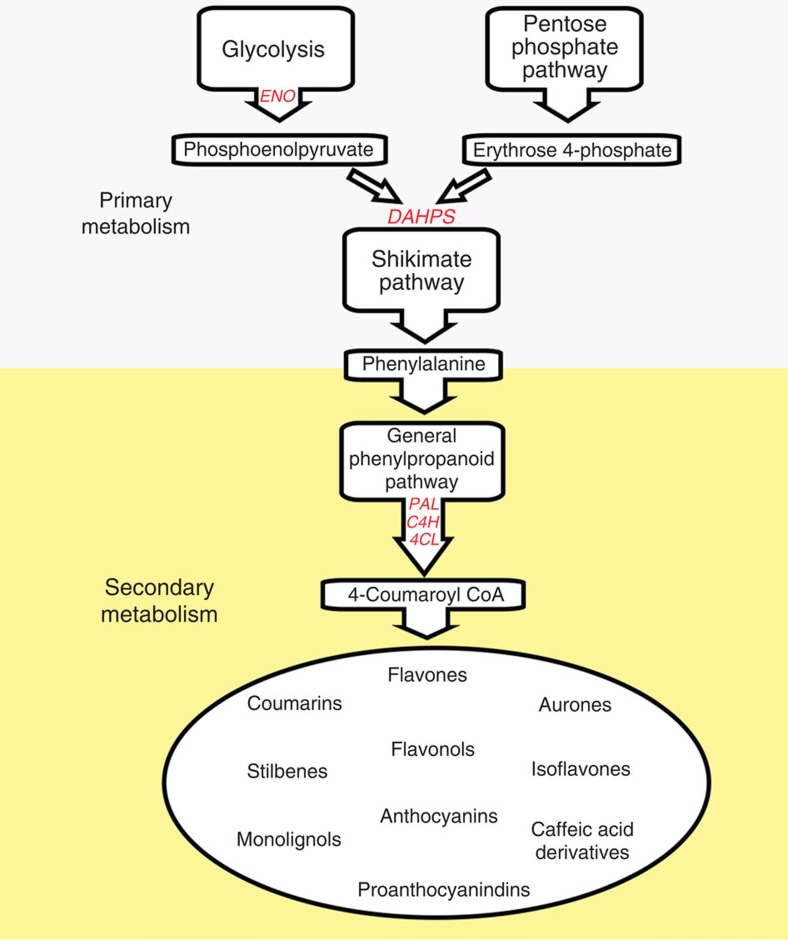 Glycolysis
Pentose
phosphate
pathway
ENO
Phosphoenolpyruvate
Erythrose 4-phosphate
Primary
metabolism
DAHPS
Shikimate
pathway
Phenylalanine
General
phenylpropanoid
pathway
PAL
C4H
4CL
Secondary
metabolism
4-Coumaroyl CoA
Flavones
Coumarins
Aurones
Flavonols
Stilbenes
Isoflavones
Anthocyanins
Monolignols
Caffeic acid
derivatives
Proanthocyanindins